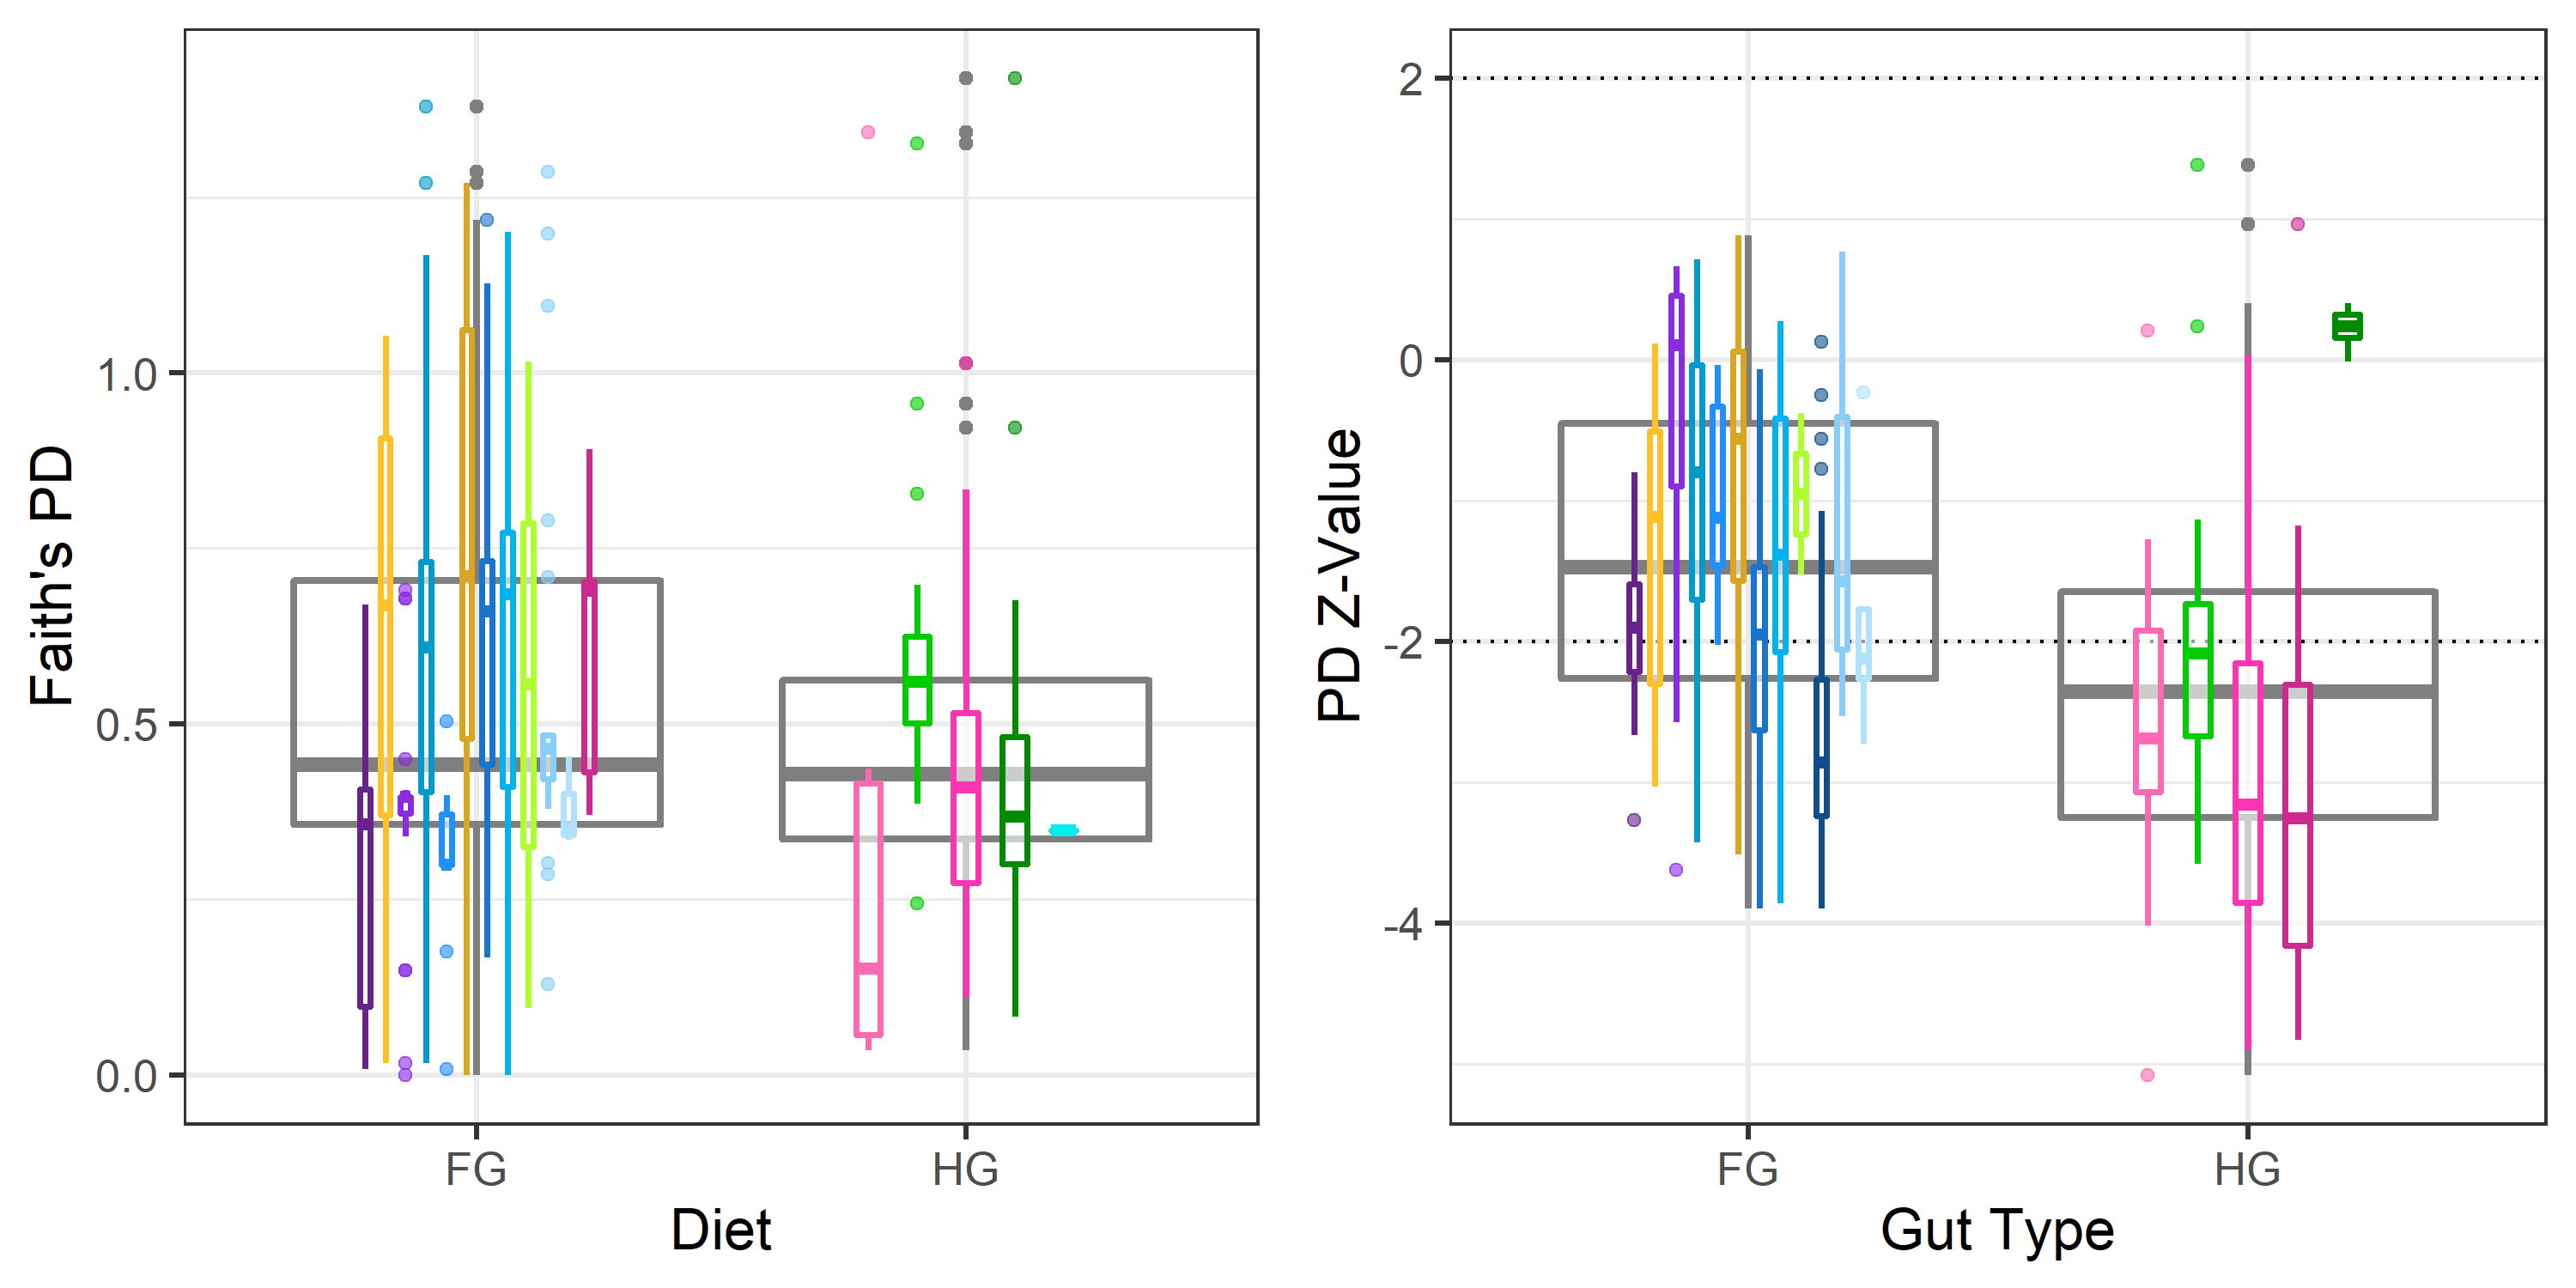 Faith's PD
1.0
0.5
0.0
FG
HG
Diet
PD Z-Value
2
0
-2
-4
FG
HG
Gut Type